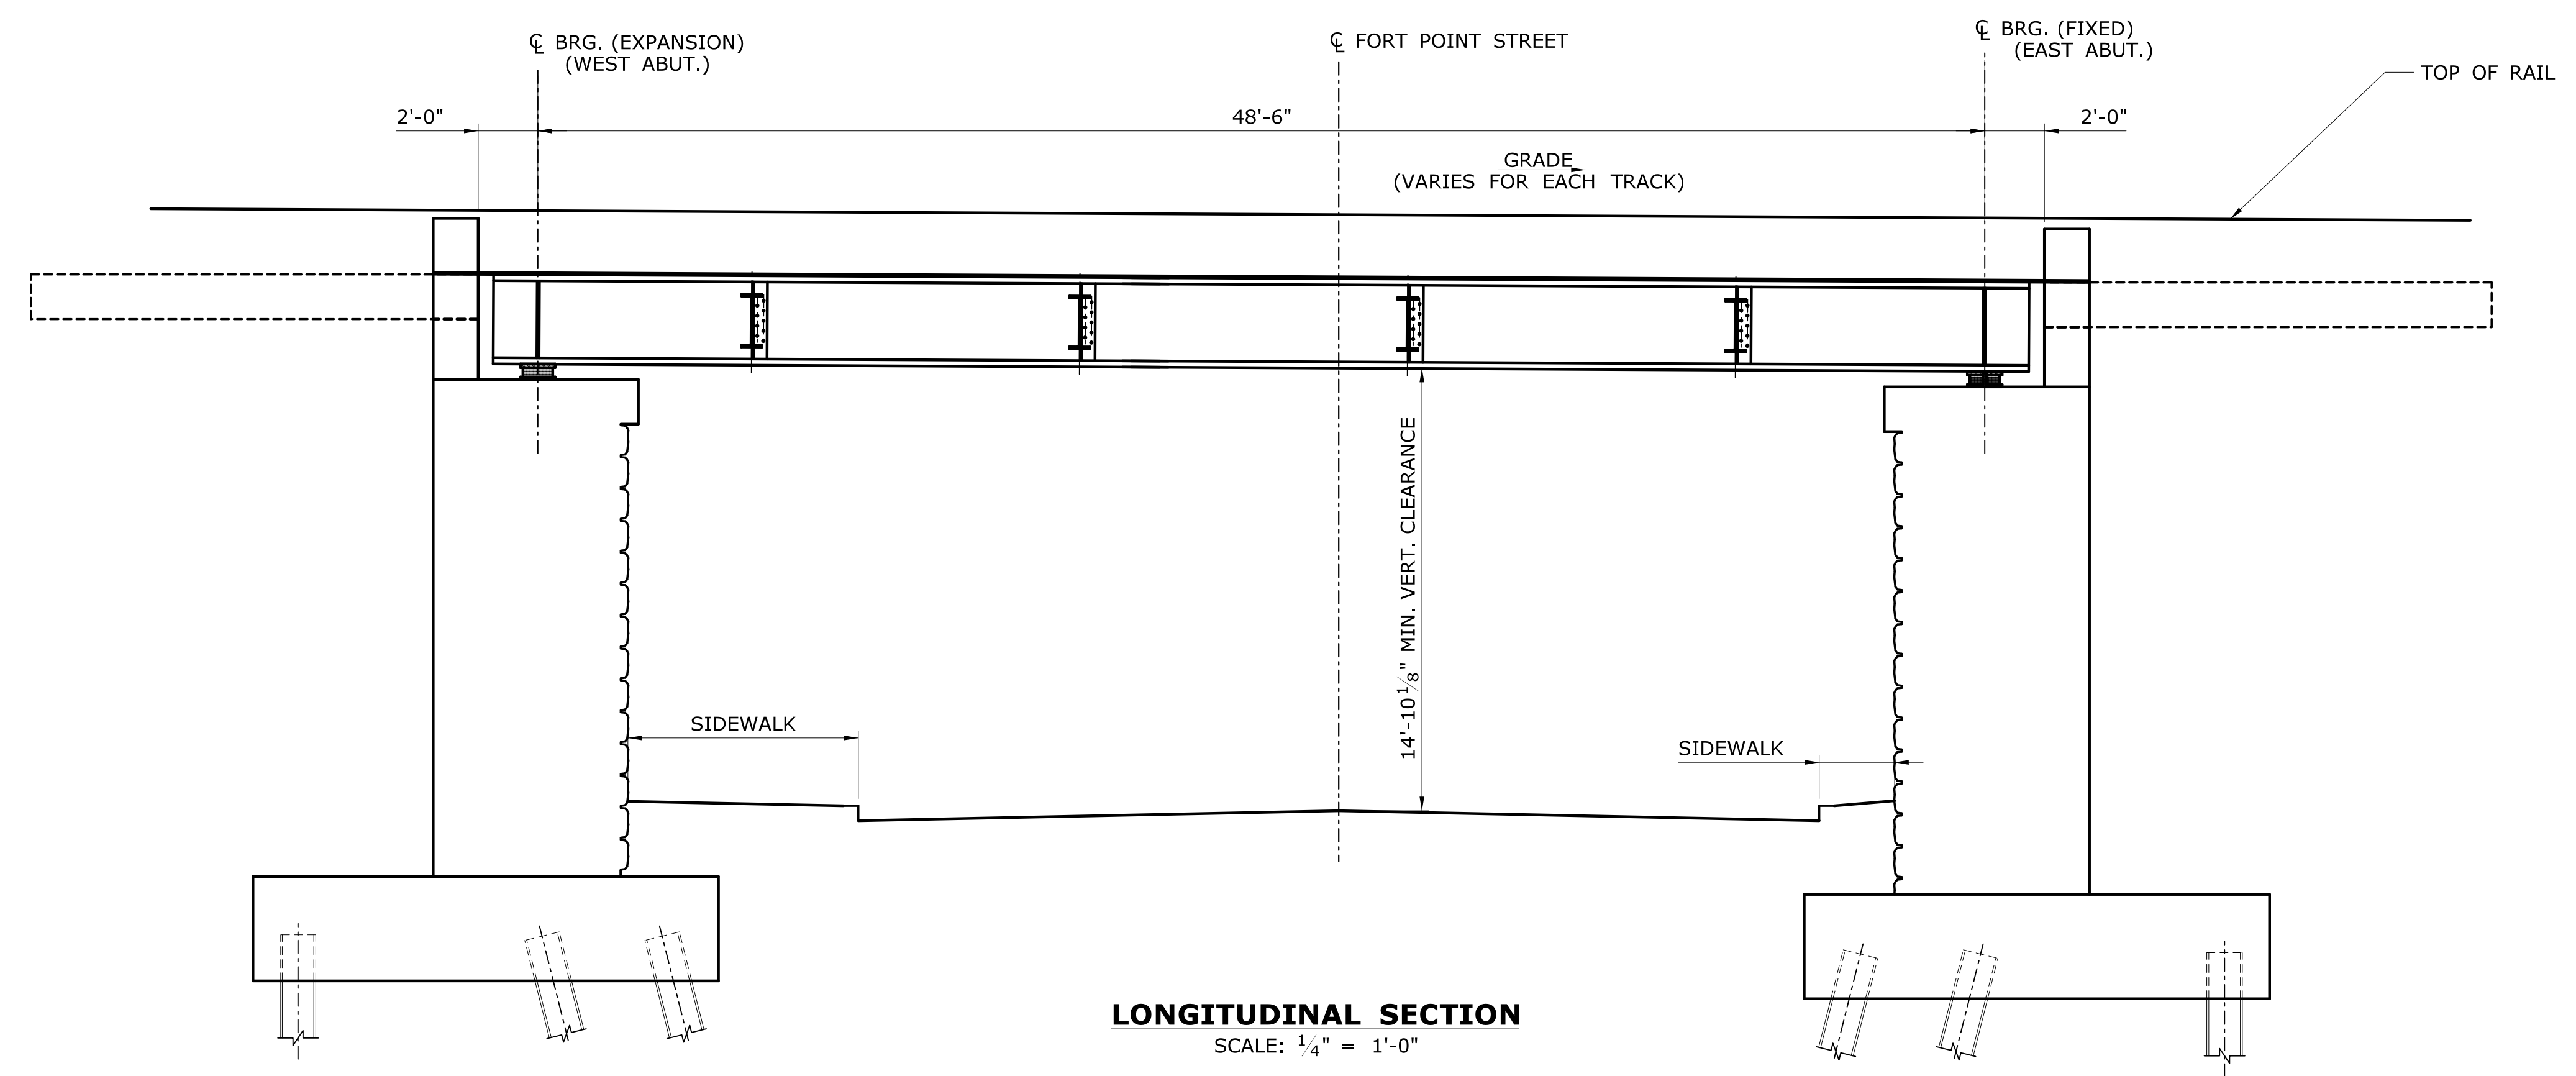 ℄ BRG. (EXPANSION)
(WEST ABUT.)
℄ FORT POINT STREET
℄ BRG. (FIXED)
(EAST ABUT.)
TOP OF RAIL
2'-0"
48'-6"
2'-0"
GRADE
(VARIES FOR EACH TRACK)
14'-10 1/8" MIN. VERT. CLEARANCE
SIDEWALK
SIDEWALK
LONGITUDINAL SECTION
SCALE: 1/4" = 1'-0"